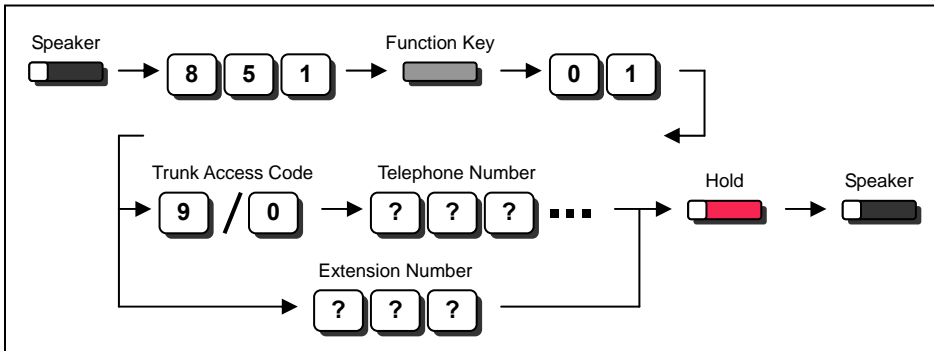 Speaker
Function Key
8 5 1
0 1
Trunk Access Code
Telephone Number
Hold
Speaker
9 / 0
? ? ? ...
Extension Number
? ? ?